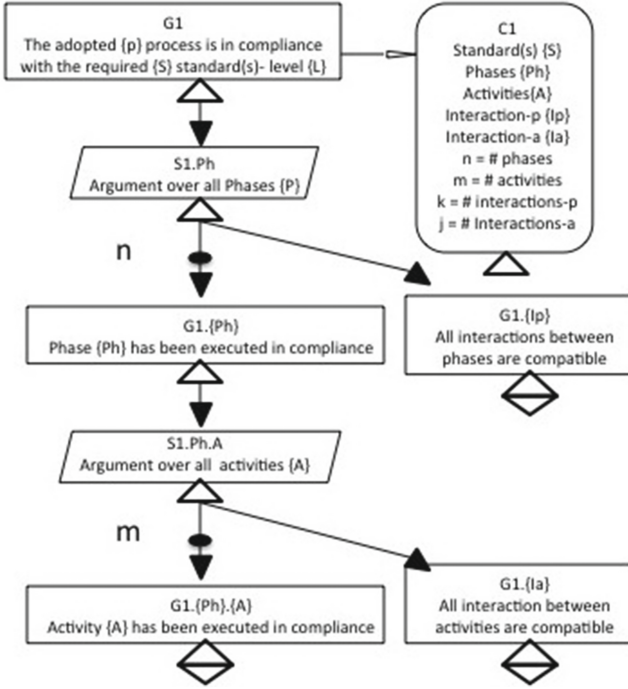 G1
The adopted {p} process is in compliance
with the required {S} standard(s)- level {L}
C1
Standard(s) {S}
Phases {Ph}
Activities{A}
Interaction-p {Ip}
Interaction-a {Ia}
n = # phases
m = # activities
k = # interactions-p
j = # Interactions-a
S1.Ph
Argument over all Phases {P}
n
G1.{Ph}
Phase {Ph} has been executed in compliance
G1.{Ip}
All interactions between
phases are compatible
S1.Ph.A
Argument over all activities {A}
m
G1.{Ph}.{A}
Activity {A} has been executed in compliance
G1.{Ia}
All interaction between
activities are compatible